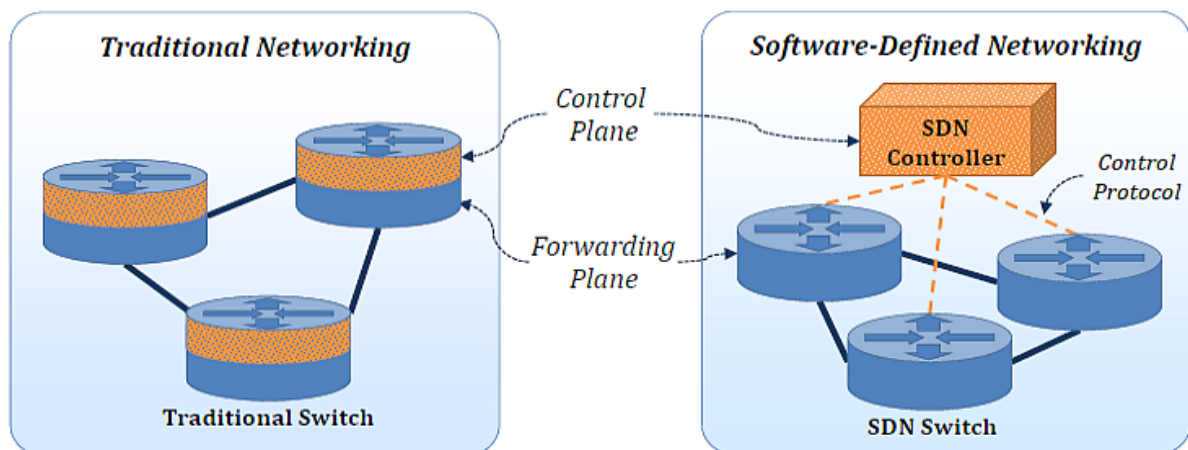 Traditional Networking
Traditional Switch
Control
Plane
Forwarding
Plane
Software-Defined Networking
SDN
Controller
Control
Protocol
SDN Switch